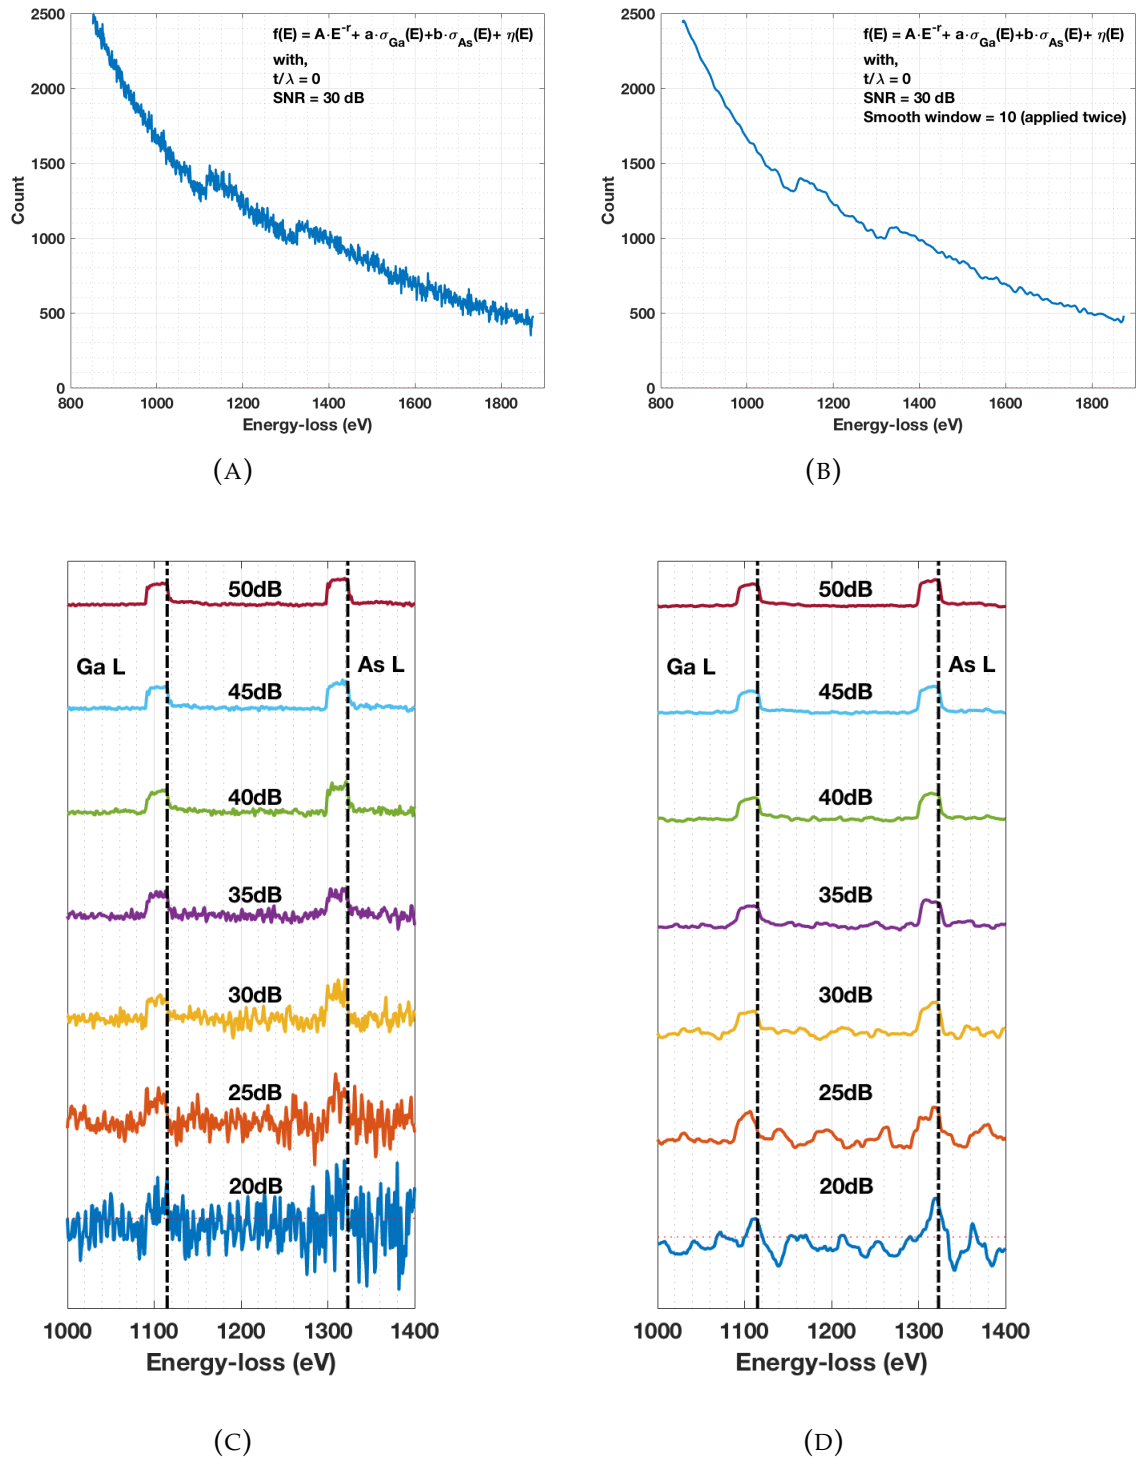 f(E) = A·E^-r + a·σ_Ga(E)+b·σ_As(E)+ η(E)
with,
t/λ = 0
SNR = 30 dB
2500
2000
1500
1000
500
0
Count
800 1000 1200 1400 1600 1800
Energy-loss (eV)
(A)
f(E) = A·E^-r + a·σ_Ga(E)+b·σ_As(E)+ η(E)
with,
t/λ = 0
SNR = 30 dB
Smooth window = 10 (applied twice)
2500
2000
1500
1000
500
0
Count
800 1000 1200 1400 1600 1800
Energy-loss (eV)
(B)
50dB
Ga L As L
45dB
40dB
35dB
30dB
25dB
20dB
1000 1100 1200 1300 1400
Energy-loss (eV)
(C)
50dB
Ga L As L
45dB
40dB
35dB
30dB
25dB
20dB
1000 1100 1200 1300 1400
Energy-loss (eV)
(D)